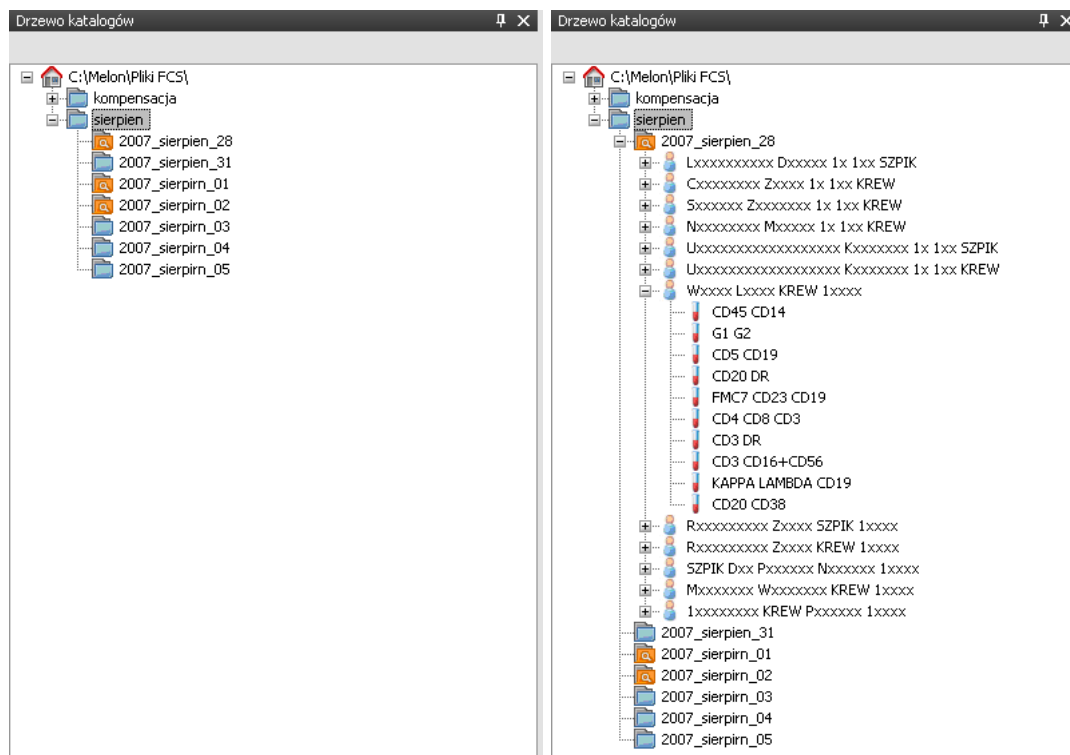 Drzewo katalogów
C:\Melon\Pliki FCS\
kompensacja
sierpien
2007_sierpien_28
2007_sierpien_31
2007_sierpirn_01
2007_sierpirn_02
2007_sierpirn_03
2007_sierpirn_04
2007_sierpirn_05
Drzewo katalogów
C:\Melon\Pliki FCS\
kompensacja
sierpien
2007_sierpien_28
Lxxxxxxxxxx Dxxxxx 1x 1xx SZPIK
Cxxxxxxxx Zxxxx 1x 1xx KREW
Sxxxxxx Zxxxxxxx 1x 1xx KREW
Nxxxxxxxx Mxxxxx 1x 1xx KREW
Uxxxxxxxxxxxxxxxxxx Kxxxxxxx 1x 1xx SZPIK
Uxxxxxxxxxxxxxxxxxx Kxxxxxxx 1x 1xx KREW
Wxxxx Lxxxx KREW 1xxxx
CD45 CD14
G1 G2
CD5 CD19
CD20 DR
FMC7 CD23 CD19
CD4 CD8 CD3
CD3 DR
CD3 CD16+CD56
KAPPA LAMBDA CD19
CD20 CD38
Rxxxxxxxxx Zxxxx SZPIK 1xxxx
Rxxxxxxxxx Zxxxx KREW 1xxxx
SZPIK Dxx Pxxxxxx Nxxxxxx 1xxxx
Mxxxxxxx Wxxxxxxx KREW 1xxxx
1xxxxxxxx KREW Pxxxxxx 1xxxx
2007_sierpien_31
2007_sierpirn_01
2007_sierpirn_02
2007_sierpirn_03
2007_sierpirn_04
2007_sierpirn_05